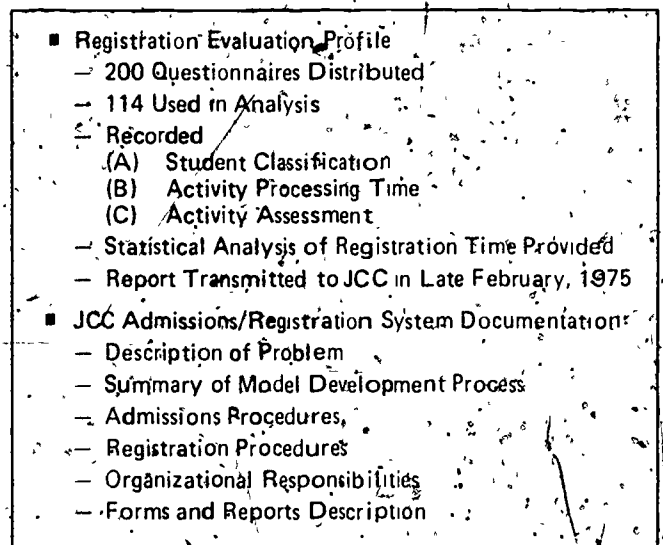 ■ Registration Evaluation Profile
— 200 Questionnaires Distributed
— 114 Used in Analysis
— Recorded
(A) Student Classification
(B) Activity Processing Time
(C) Activity Assessment
— Statistical Analysis of Registration Time Provided
— Report Transmitted to JCC in Late February, 1975
■ JCC Admissions/Registration System Documentation
— Description of Problem
— Summary of Model Development Process
— Admissions Procedures
— Registration Procedures
— Organizational Responsibilities
— Forms and Reports Description